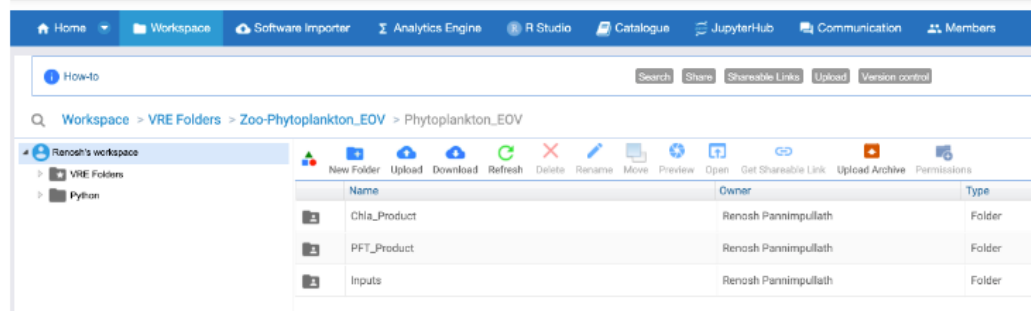 Home Workspace Software Importer Σ Analytics Engine R Studio Catalogue JupyterHub Communication Members
How-to Search Share Shareable Links Upload Version control
Workspace > VRE Folders > Zoo-Phytoplankton_EOV > Phytoplankton_EOV
Renosh's workspace
VRE Folders
Python
New Folder Upload Download Refresh Delete Rename Move Preview Open Get Shareable Link Upload Archive Permissions
Name Owner Type
Chla_Product Renosh Pannimpullath Folder
PFT_Product Renosh Pannimpullath Folder
Inputs Renosh Pannimpullath Folder